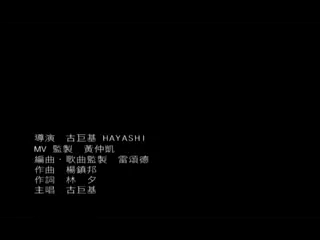 導演　古巨基 HAYASHI
MV 監製　黃仲凱
編曲．歌曲監製　雷頌德
作曲　楊鎮邦
作詞　林　夕
主唱　古巨基